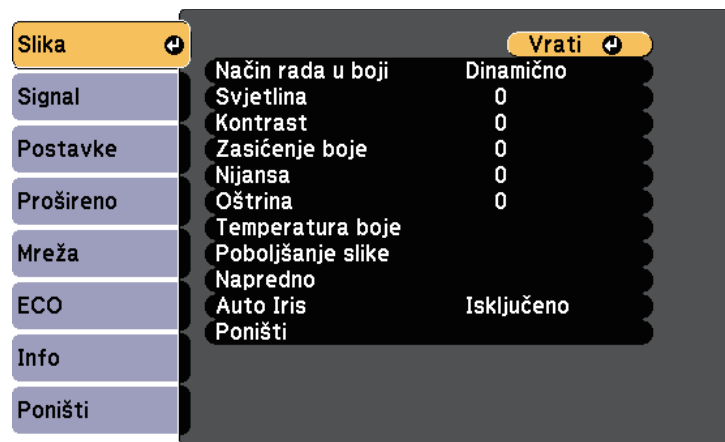 Slika
Signal
Postavke
Prošireno
Mreža
ECO
Info
Poništi
Vrati
Način rada u boji Dinamično
Svjetlina 0
Kontrast 0
Zasićenje boje 0
Nijansa 0
Oštrina 0
Temperatura boje
Poboljšanje slike
Napredno
Auto Iris Isključeno
Poništi